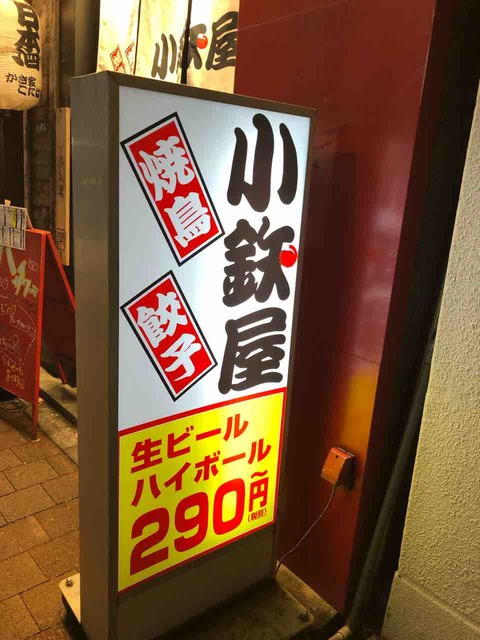 小鉄屋
焼鳥
餃子
生ビール
ハイボール
290円~
(税別)
小鉄屋
日本酒